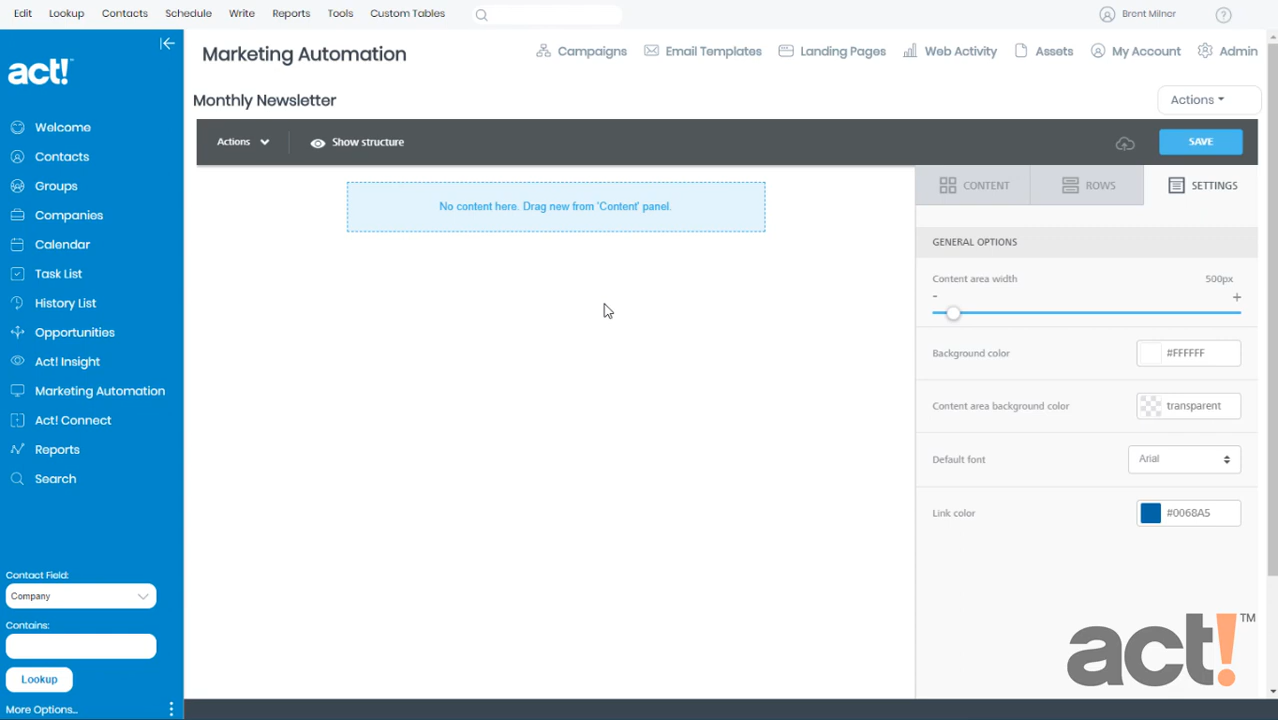 Edit Lookup Contacts Schedule Write Reports Tools Custom Tables Brent Milner ?
act!™
Welcome
Contacts
Groups
Companies
Calendar
Task List
History List
Opportunities
Act! Insight
Marketing Automation
Act! Connect
Reports
Search
Contact Field:
Company
Contains:
Lookup
More Options...
Marketing Automation
Campaigns Email Templates Landing Pages Web Activity Assets My Account Admin
Monthly Newsletter
Actions
Actions Show structure SAVE
No content here. Drag new from 'Content' panel.
CONTENT ROWS SETTINGS
GENERAL OPTIONS
Content area width 500px
- +
Background color #FFFFFF
Content area background color transparent
Default font Arial
Link color #0068A5
act!™